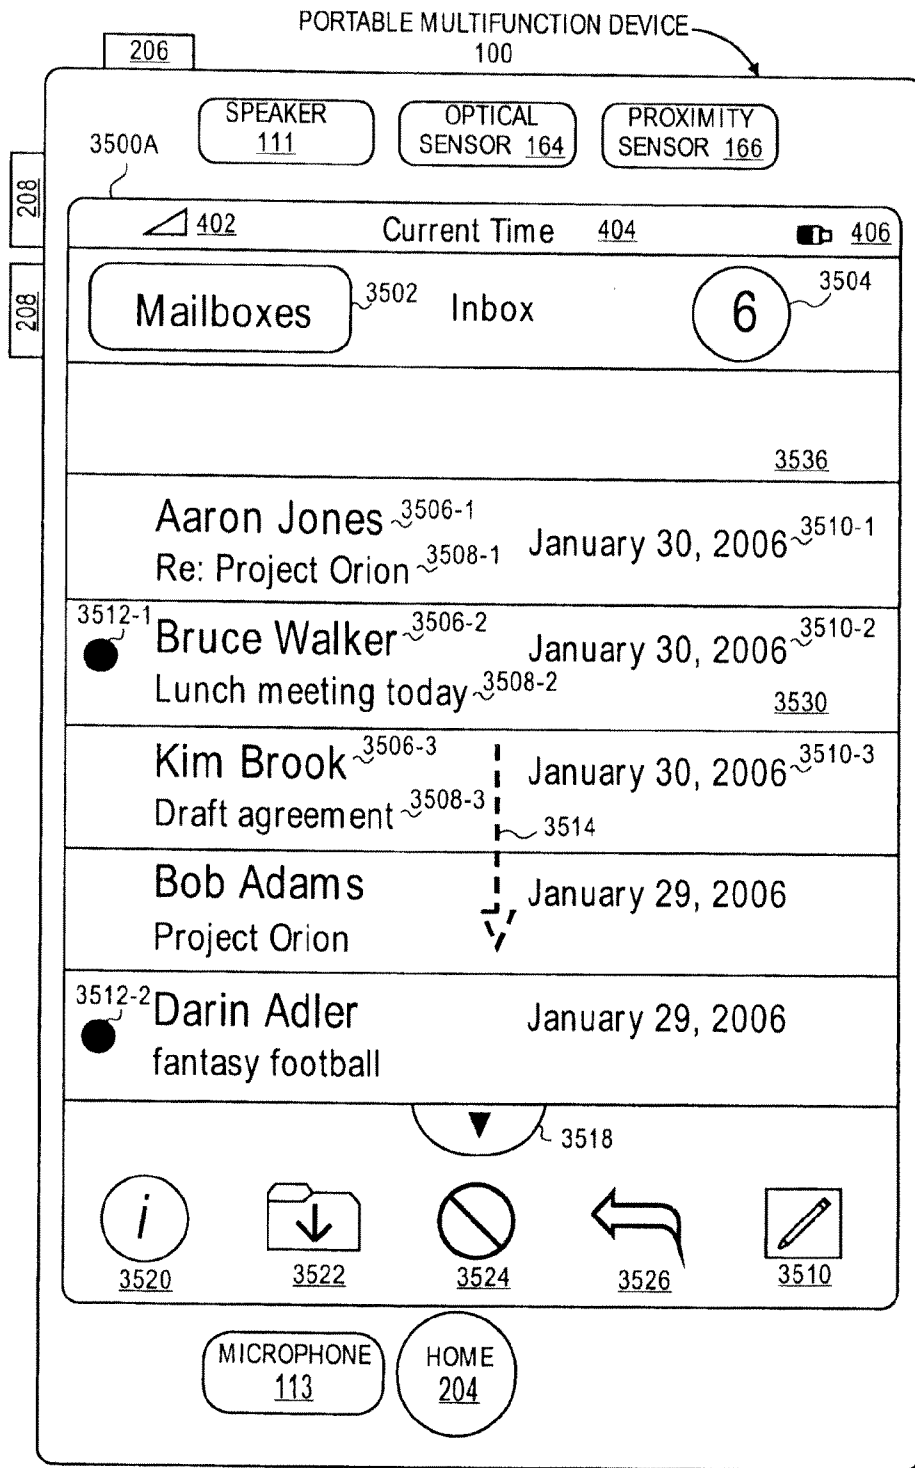 PORTABLE MULTIFUNCTION DEVICE
100
206
SPEAKER
111
OPTICAL
SENSOR 164
PROXIMITY
SENSOR 166
3500A
208
208
402 Current Time 404 406
Mailboxes 3502 Inbox 6 3504
3536
Aaron Jones 3506-1
January 30, 2006 3510-1
Re: Project Orion 3508-1
3512-1
Bruce Walker 3506-2
January 30, 2006 3510-2
Lunch meeting today 3508-2
3530
Kim Brook 3506-3
January 30, 2006 3510-3
Draft agreement 3508-3
3514
Bob Adams
January 29, 2006
Project Orion
3512-2
Darin Adler
January 29, 2006
fantasy football
3518
i
3520 3522 3524 3526 3510
MICROPHONE
113
HOME
204